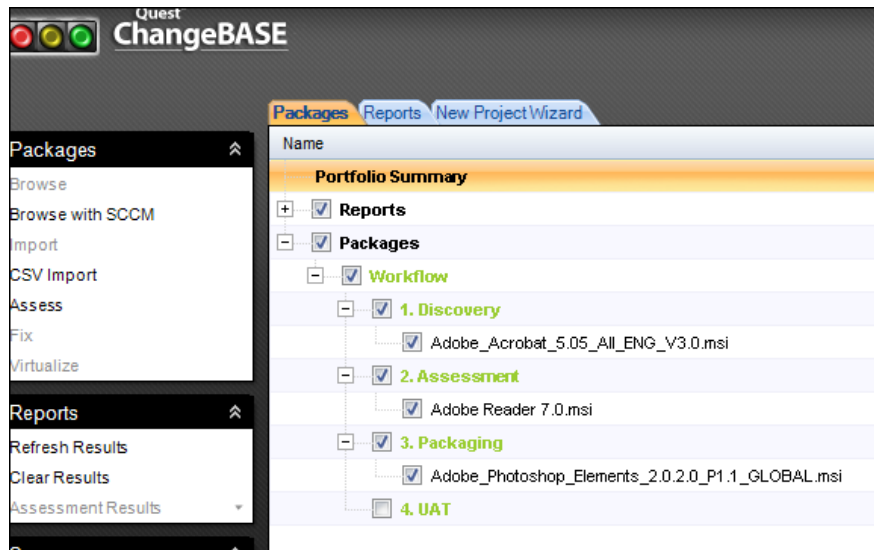 Quest
ChangeBASE
Packages Reports New Project Wizard
Packages
Browse
Browse with SCCM
Import
CSV Import
Assess
Fix
Virtualize
Reports
Refresh Results
Clear Results
Assessment Results
Name
Portfolio Summary
Reports
Packages
Workflow
1. Discovery
Adobe_Acrobat_5.05_All_ENG_V3.0.msi
2. Assessment
Adobe Reader 7.0.msi
3. Packaging
Adobe_Photoshop_Elements_2.0.2.0_P1.1_GLOBAL.msi
4. UAT